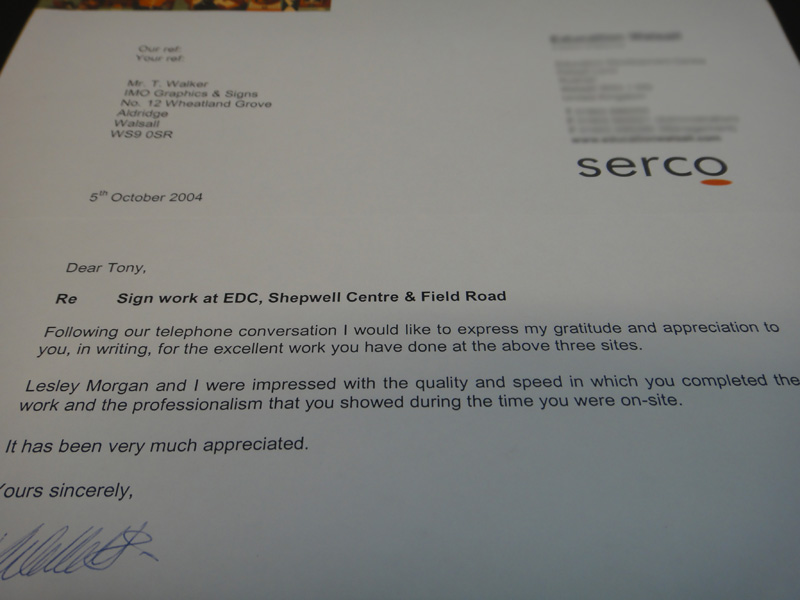 Our ref:
Your ref:
Mr. T. Walker
IMO Graphics & Signs
No. 12 Wheatland Grove
Aldridge
Walsall
WS9 0SR
serco
5th October 2004
Dear Tony,
Re Sign work at EDC, Shepwell Centre & Field Road
Following our telephone conversation I would like to express my gratitude and appreciation to
you, in writing, for the excellent work you have done at the above three sites.
Lesley Morgan and I were impressed with the quality and speed in which you completed the
work and the professionalism that you showed during the time you were on-site.
It has been very much appreciated.
Yours sincerely,